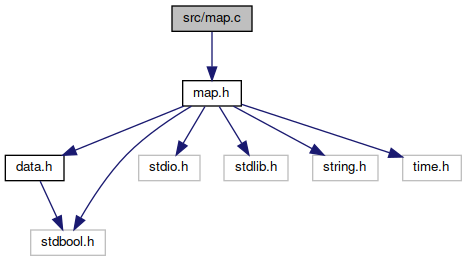 src/map.c
map.h
data.h
stdio.h
stdlib.h
string.h
time.h
stdbool.h